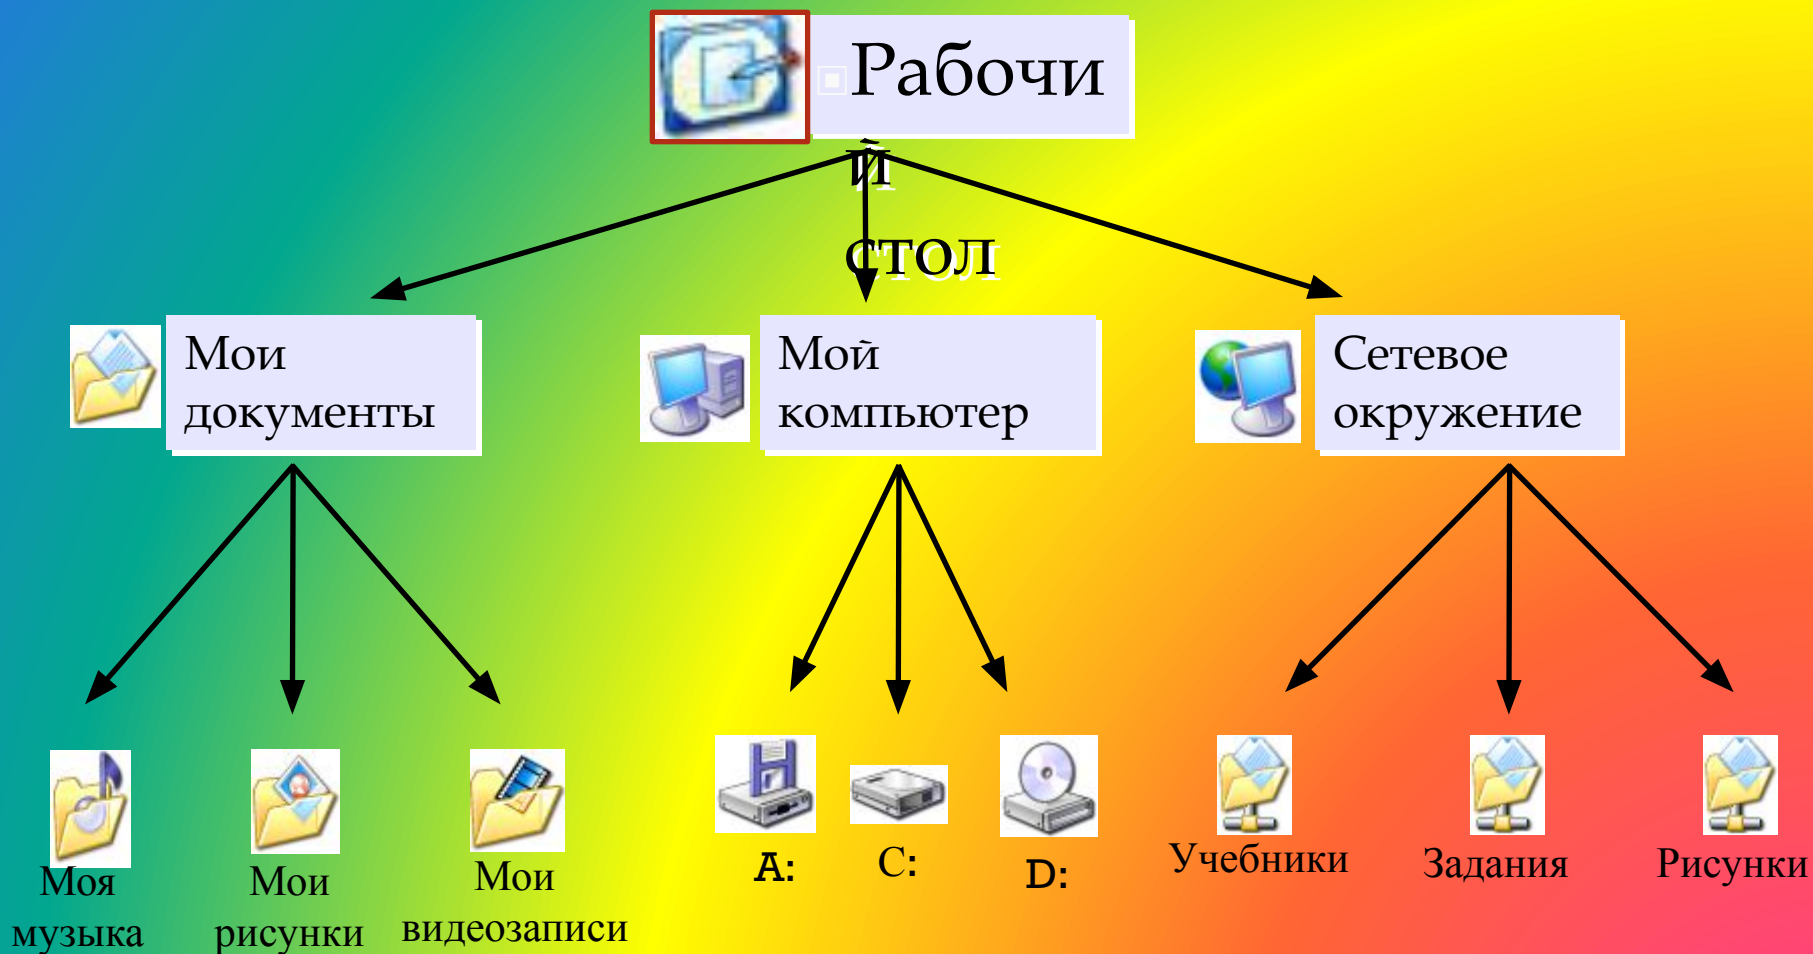 Рабочи
й
стол
Мои
документы
Мой
компьютер
Сетевое
окружение
Моя
музыка
Мои
рисунки
Мои
видеозаписи
A:
C:
D:
Учебники
Задания
Рисунки